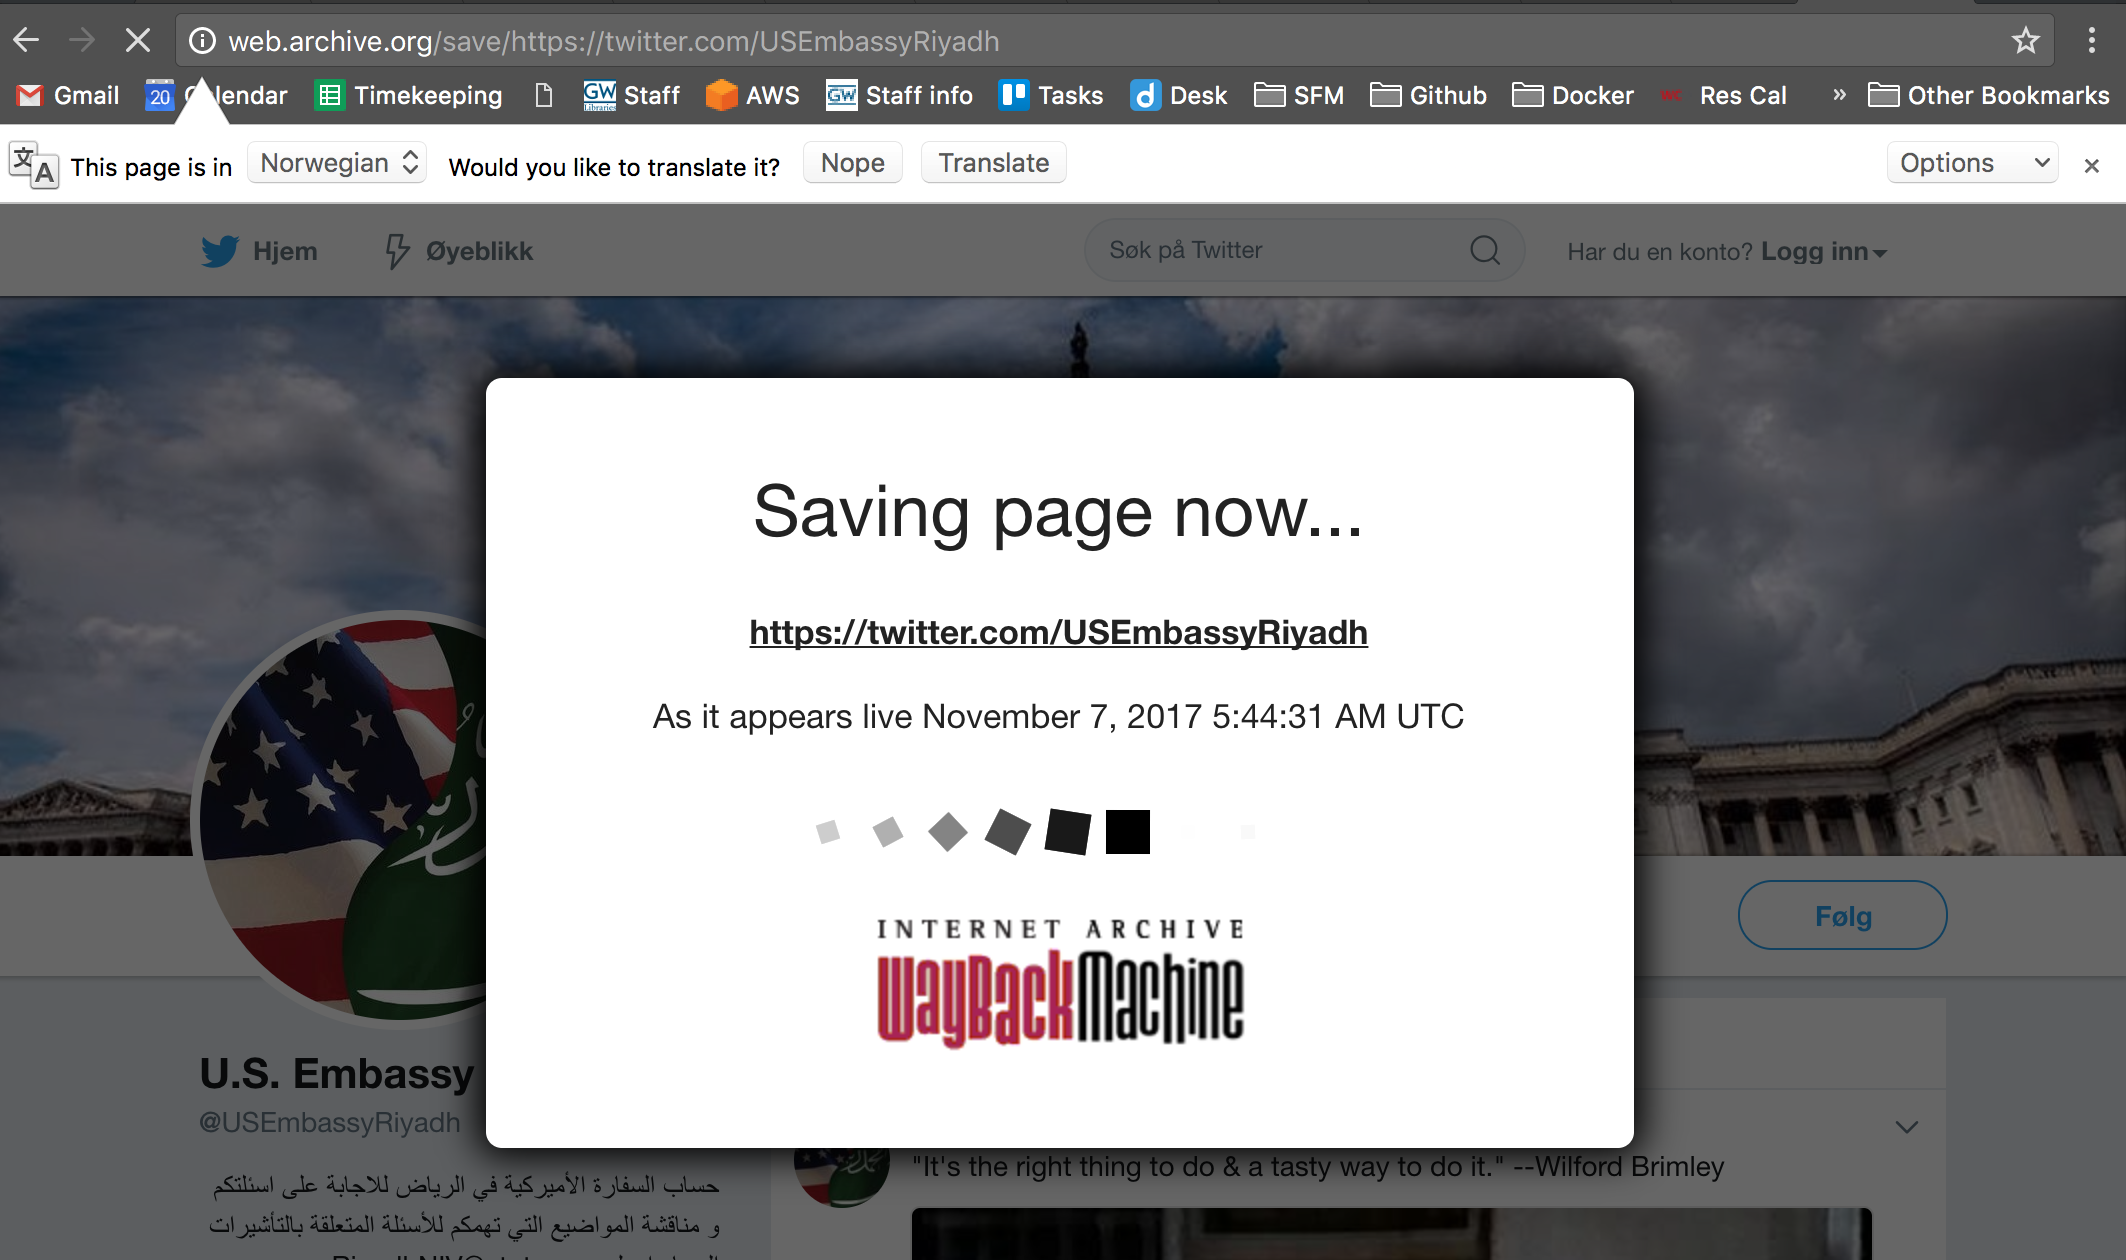 web.archive.org/save/https://twitter.com/USEmbassyRiyadh
Gmail 20 Calendar Timekeeping GW Libraries Staff AWS GW Staff info Tasks d Desk SFM Github Docker Res Cal » Other Bookmarks
文A This page is in Norwegian Would you like to translate it? Nope Translate Options ×
Hjem Øyeblikk Søk på Twitter Har du en konto? Logg inn
Saving page now...
https://twitter.com/USEmbassyRiyadh
As it appears live November 7, 2017 5:44:31 AM UTC
INTERNET ARCHIVE
WayBackMachine
Følg
U.S. Embassy
@USEmbassyRiyadh
حساب السفارة الأميركية في الرياض للاجابة على اسئلتكم
و مناقشة المواضيع التي تهمكم للأسئلة المتعلقة بالتأشيرات
"It's the right thing to do & a tasty way to do it." --Wilford Brimley